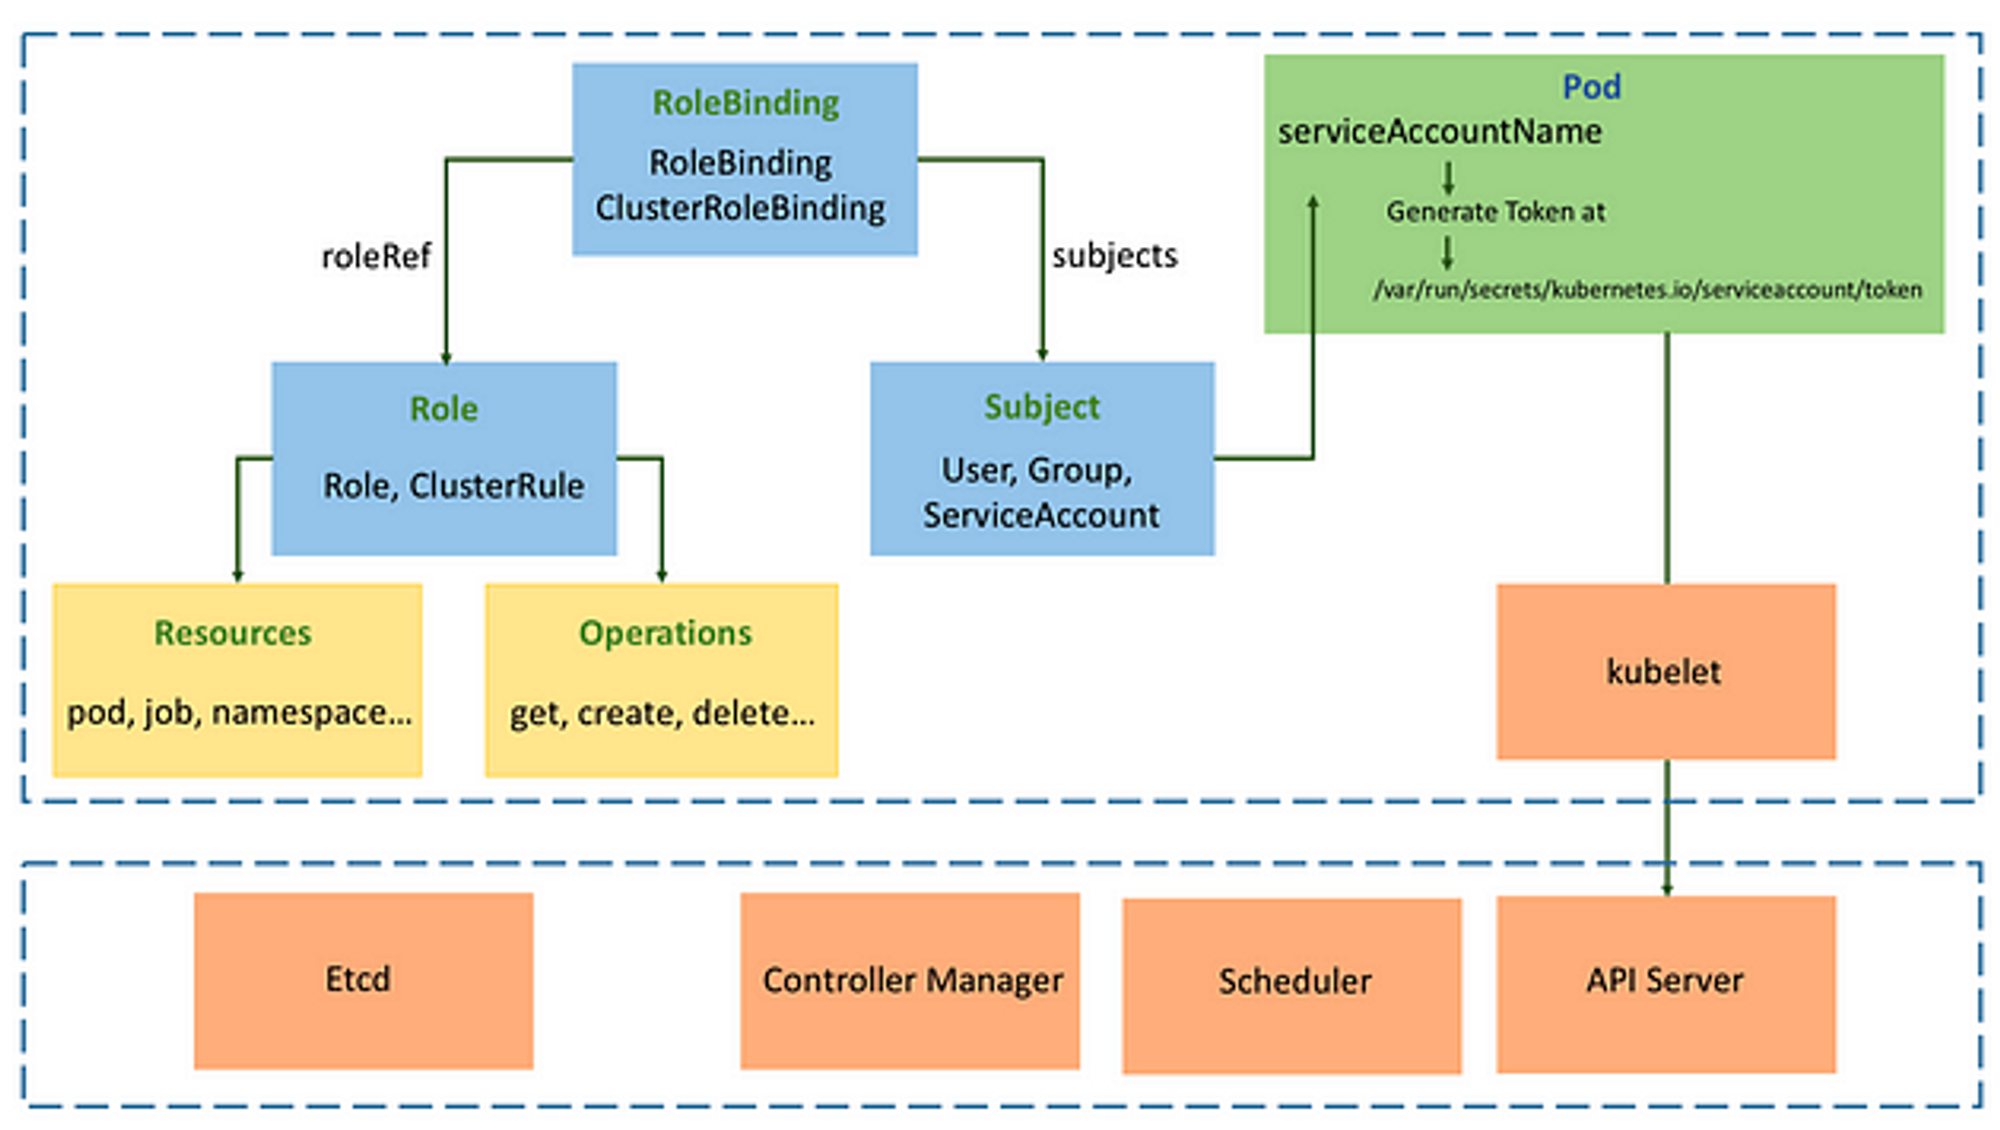 RoleBinding
RoleBinding
ClusterRoleBinding
roleRef
subjects
Pod
serviceAccountName
Generate Token at
/var/run/secrets/kubernetes.io/serviceaccount/token
Role
Role, ClusterRule
Subject
User, Group,
ServiceAccount
Resources
pod, job, namespace...
Operations
get, create, delete...
kubelet
Etcd
Controller Manager
Scheduler
API Server